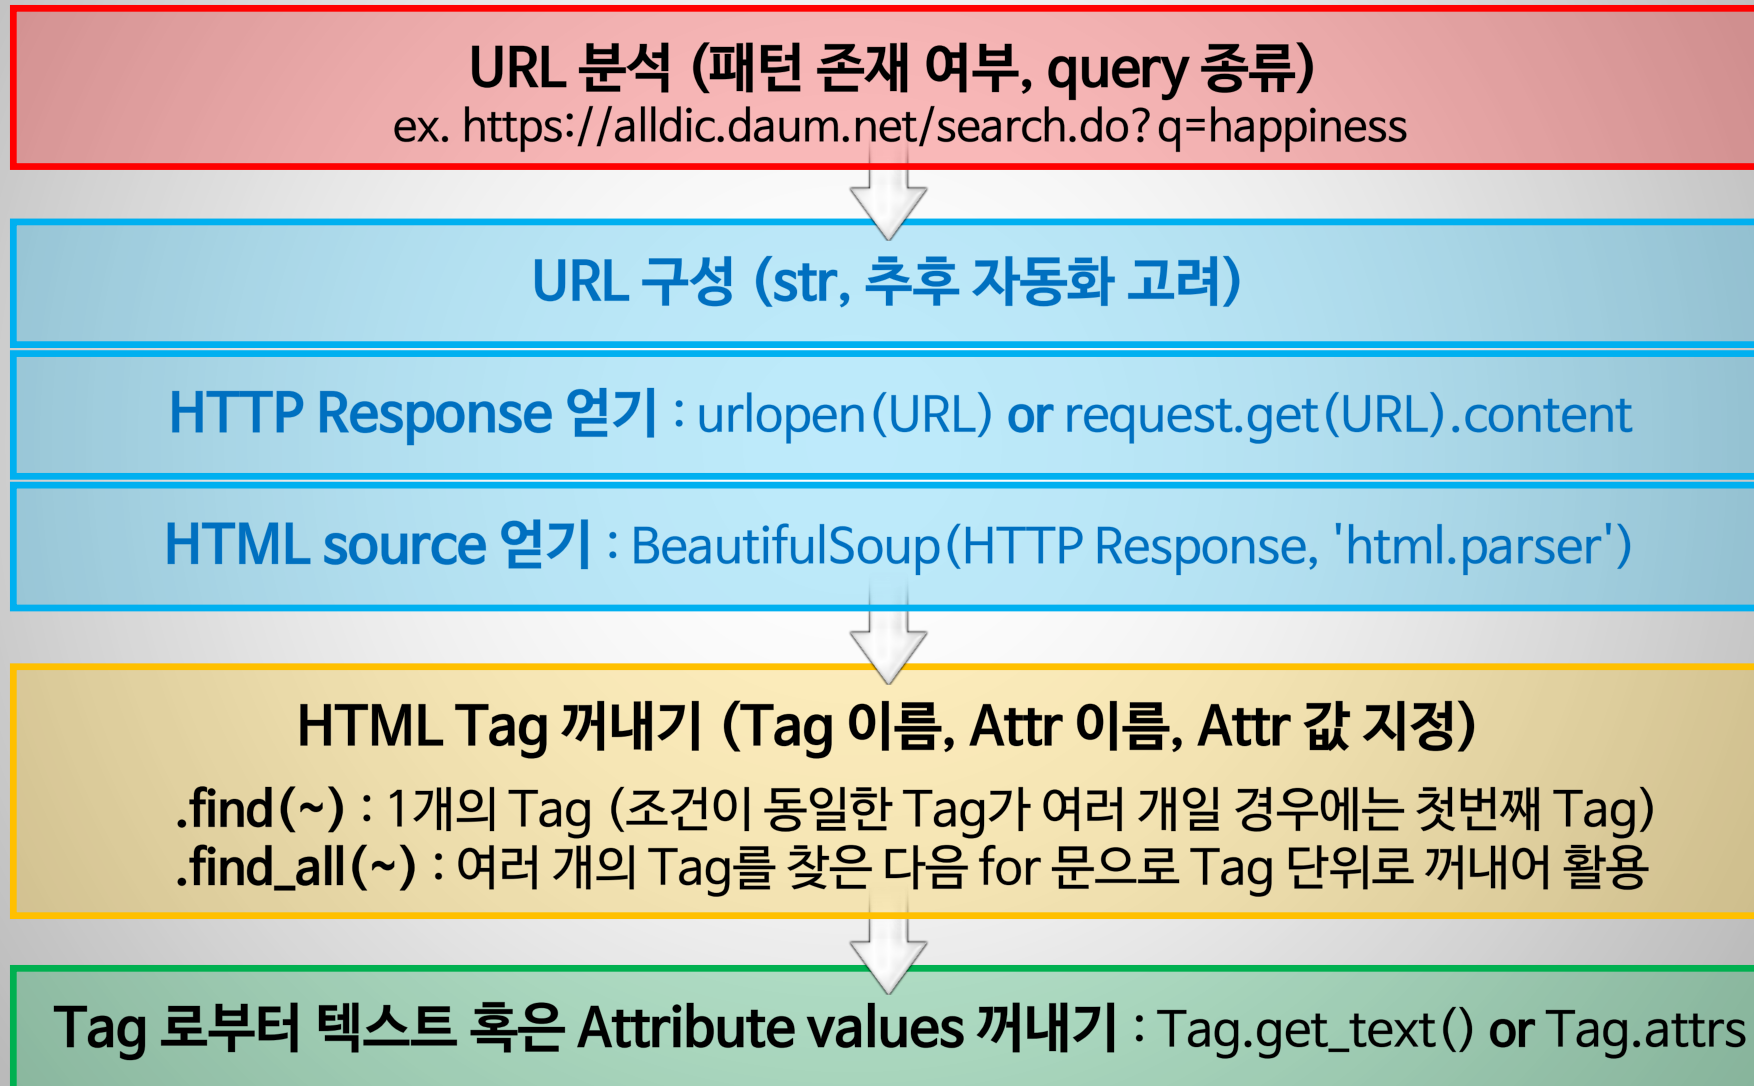 URL 분석 (패턴 존재 여부, query 종류)
ex. https://alldic.daum.net/search.do?q=happiness
URL 구성 (str, 추후 자동화 고려)
HTTP Response 얻기 : urlopen(URL) or request.get(URL).content
HTML source 얻기 : BeautifulSoup(HTTP Response, 'html.parser')
HTML Tag 꺼내기 (Tag 이름, Attr 이름, Attr 값 지정)
.find(~) : 1개의 Tag (조건이 동일한 Tag가 여러 개일 경우에는 첫번째 Tag)
.find_all(~) : 여러 개의 Tag를 찾은 다음 for 문으로 Tag 단위로 꺼내어 활용
Tag 로부터 텍스트 혹은 Attribute values 꺼내기 : Tag.get_text() or Tag.attrs